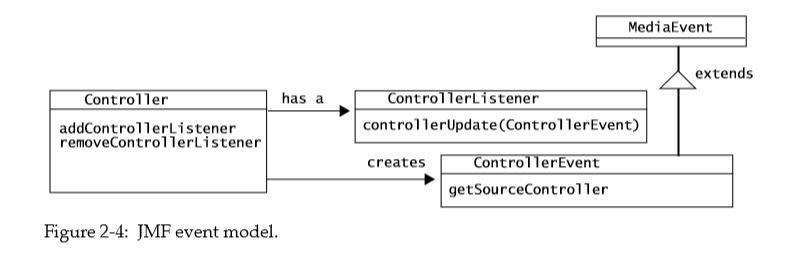 MediaEvent
extends
Controller
has a
ControllerListener
addControllerListener
removeControllerListener
controllerUpdate(ControllerEvent)
creates
ControllerEvent
getSourceController
Figure 2-4: JMF event model.